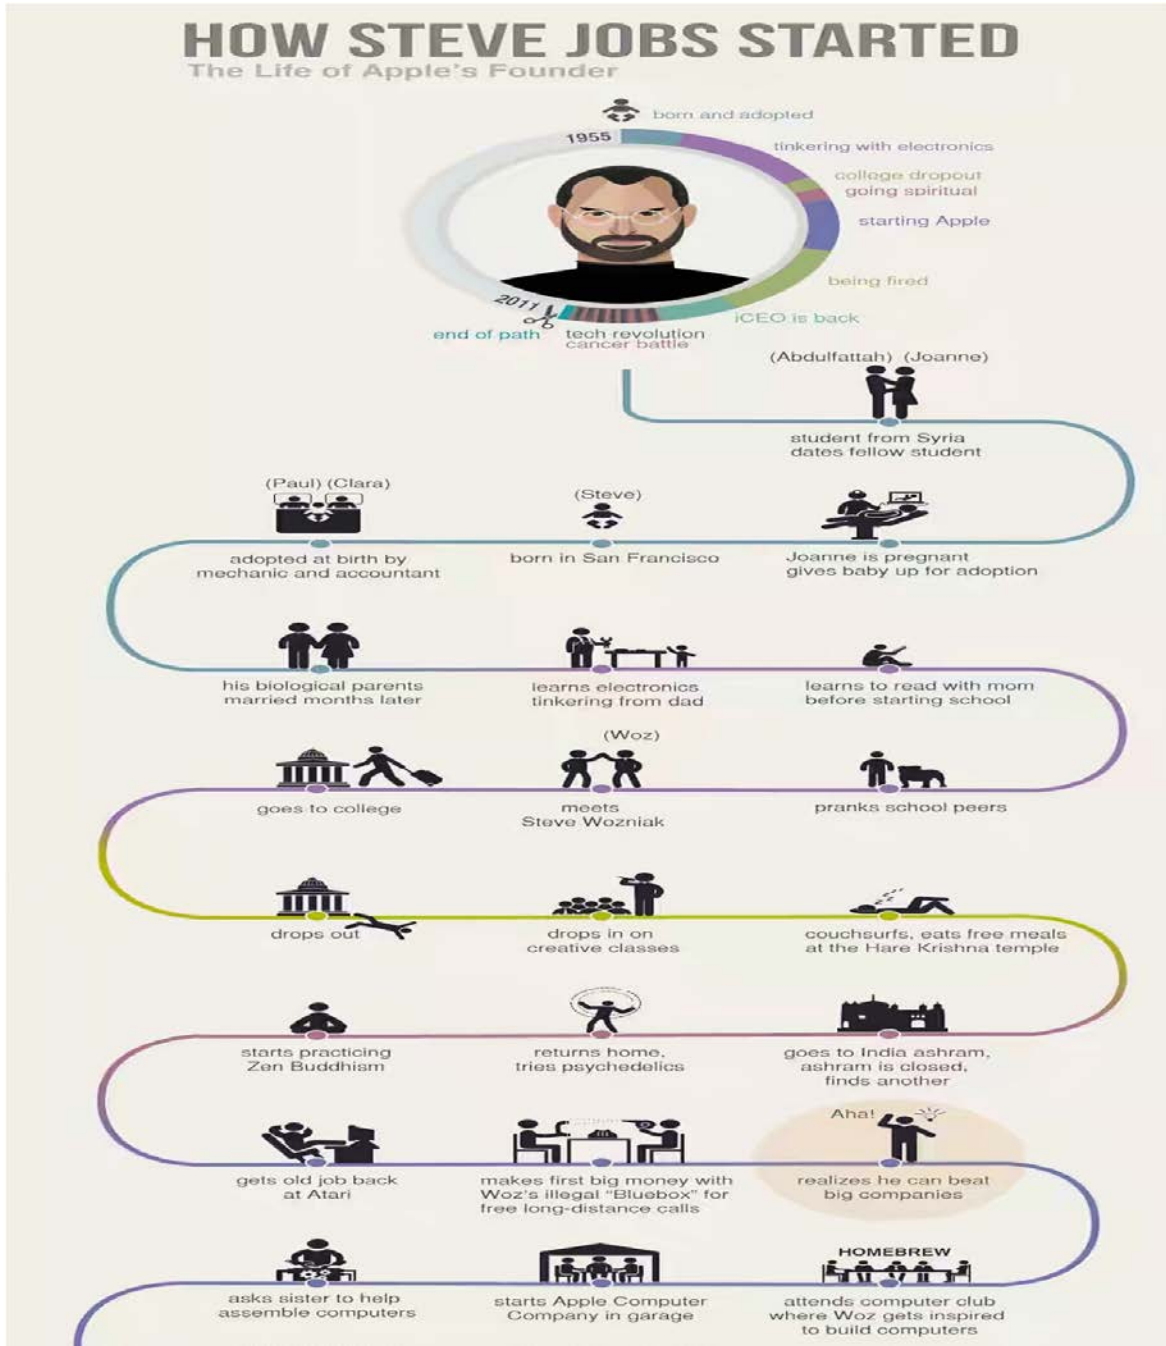 HOW STEVE JOBS STARTED
The Life of Apple's Founder
born and adopted
1955
tinkering with electronics
college dropout
going spiritual
starting Apple
being fired
iCEO is back
2011
end of path
tech revolution
cancer battle
(Abdulfattah) (Joanne)
student from Syria
dates fellow student
(Paul) (Clara)
(Steve)
adopted at birth by
mechanic and accountant
born in San Francisco
Joanne is pregnant
gives baby up for adoption
his biological parents
married months later
learns electronics
tinkering from dad
learns to read with mom
before starting school
(Woz)
goes to college
meets
Steve Wozniak
pranks school peers
drops out
drops in on
creative classes
couchsurfs, eats free meals
at the Hare Krishna temple
starts practicing
Zen Buddhism
returns home,
tries psychedelics
goes to India ashram,
ashram is closed,
finds another
Aha!
gets old job back
at Atari
makes first big money with
Woz's illegal "Bluebox" for
free long-distance calls
realizes he can beat
big companies
HOMEBREW
asks sister to help
assemble computers
starts Apple Computer
Company in garage
attends computer club
where Woz gets inspired
to build computers